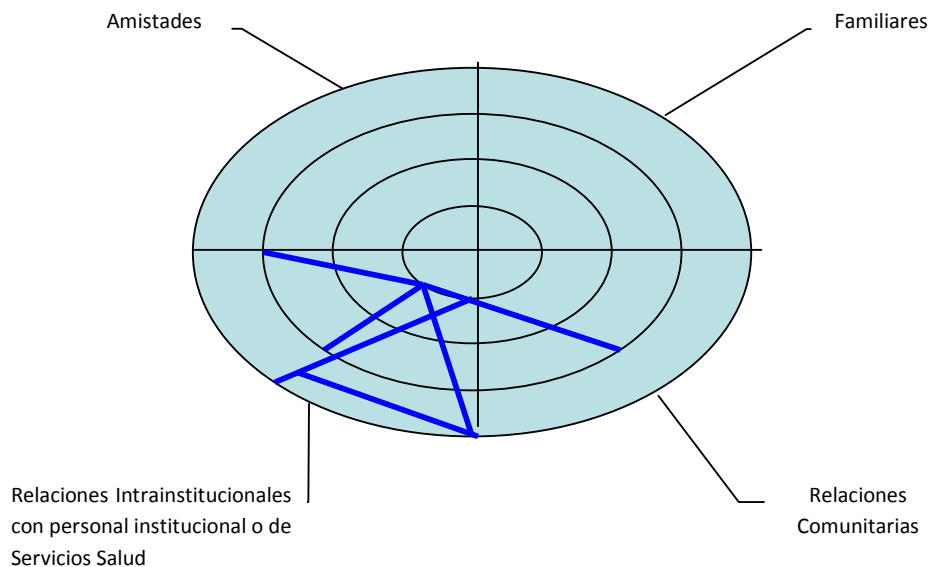 Amistades
Familiares
Relaciones Intrainstitucionales
con personal institucional o de
Servicios Salud
Relaciones
Comunitarias